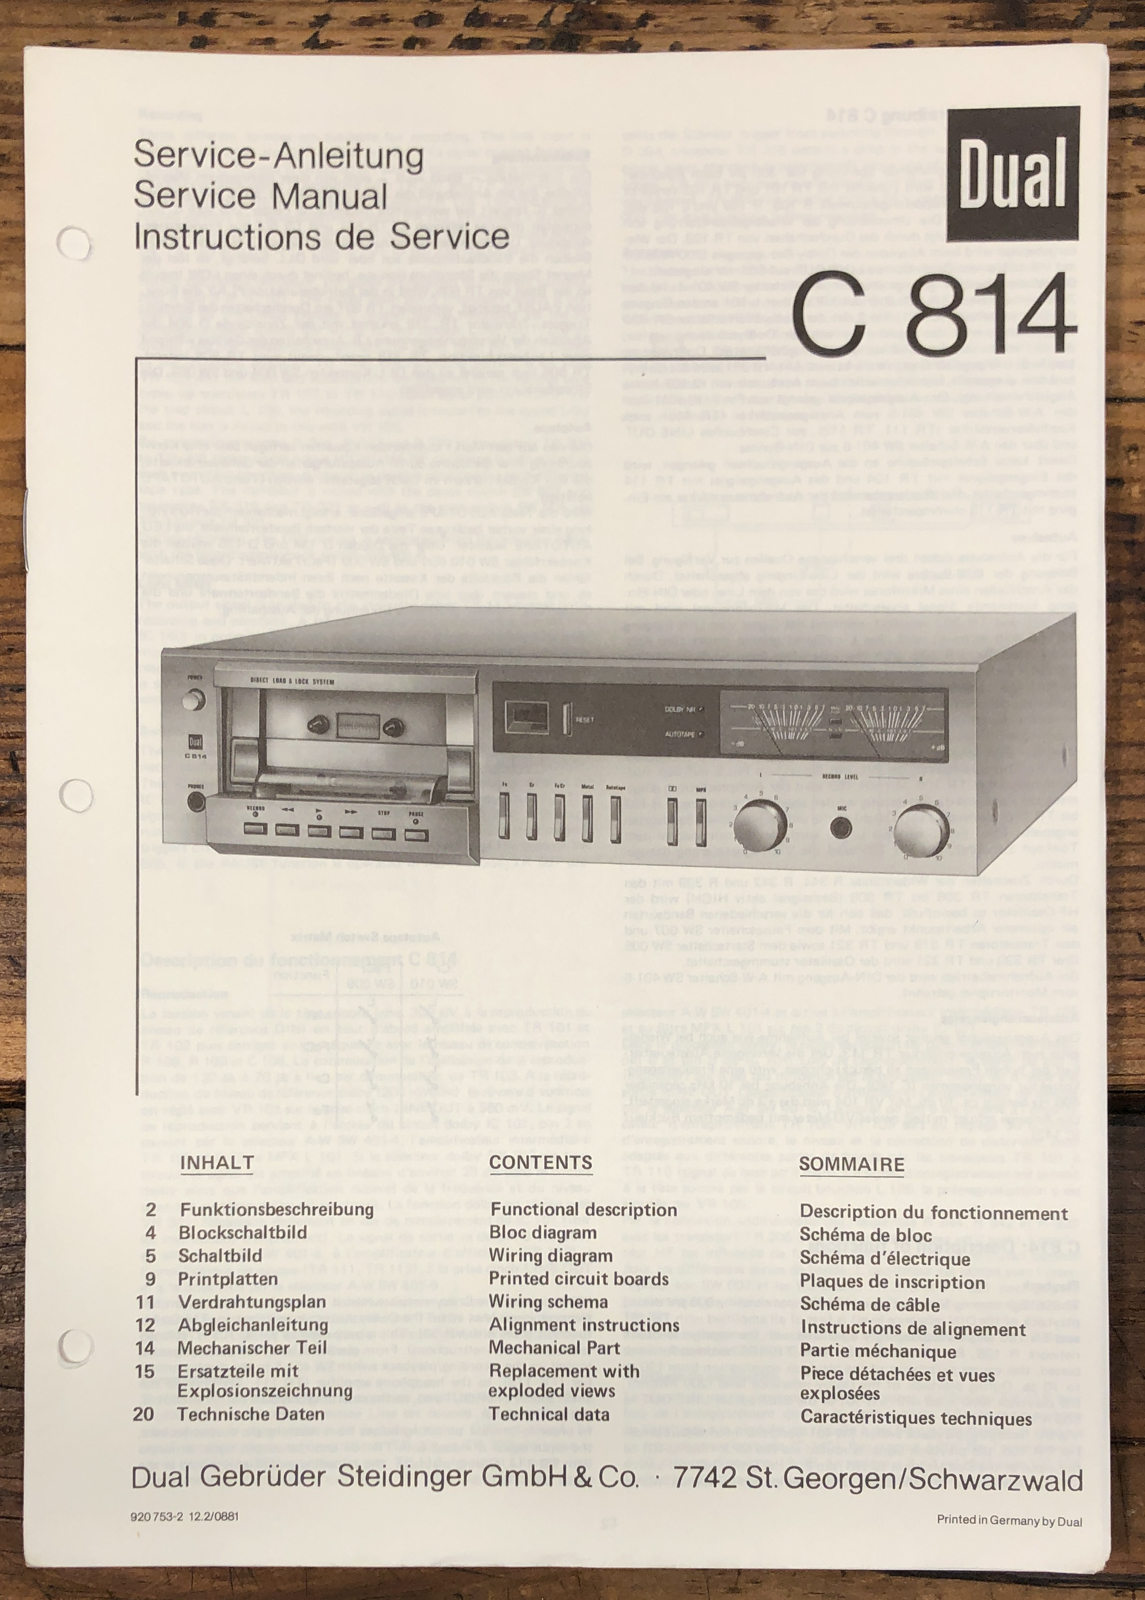 Service-Anleitung
Service Manual
Instructions de Service
Dual
C 814
POWER
DIRECT LOAD & LOCK SYSTEM
Dual
C 814
PHONES
RECORD
STOP
PAUSE
RESET
DOLBY NR
AUTOTAPE
Fe
Cr
FeCr
Metal
Autotape
MPX
L
RECORD LEVEL
R
MIC
INHALT
2 Funktionsbeschreibung
4 Blockschaltbild
5 Schaltbild
9 Printplatten
11 Verdrahtungsplan
12 Abgleichanleitung
14 Mechanischer Teil
15 Ersatzteile mit
Explosionszeichnung
20 Technische Daten
CONTENTS
Functional description
Bloc diagram
Wiring diagram
Printed circuit boards
Wiring schema
Alignment instructions
Mechanical Part
Replacement with
exploded views
Technical data
SOMMAIRE
Description du fonctionnement
Schéma de bloc
Schéma d'électrique
Plaques de inscription
Schéma de câble
Instructions de alignement
Partie méchanique
Piece détachées et vues
explosées
Caractéristiques techniques
Dual Gebrüder Steidinger GmbH & Co. · 7742 St. Georgen/Schwarzwald
920 753-2 12.2/0881
Printed in Germany by Dual